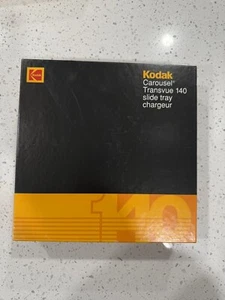 Kodak
Carousel®
Transvue 140
slide tray
chargeur
140